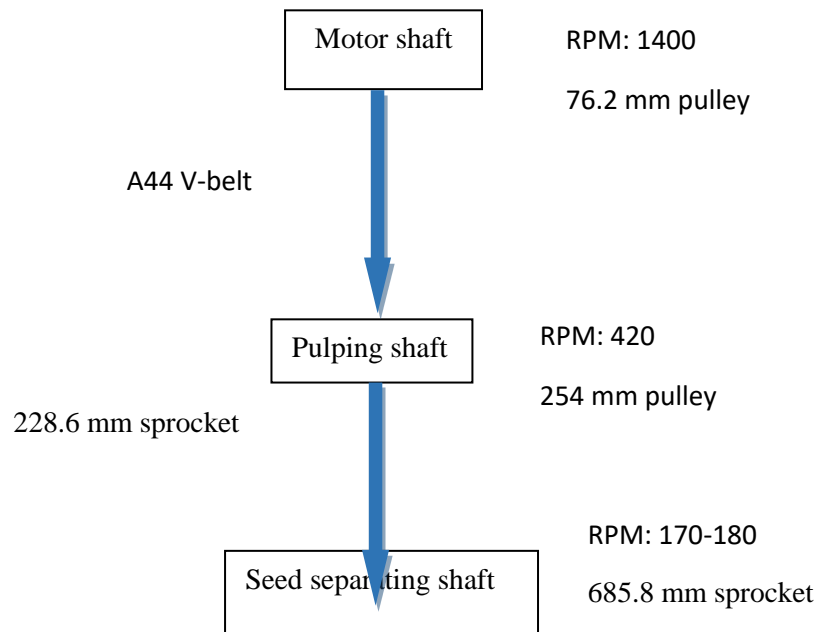 Motor shaft
RPM: 1400
76.2 mm pulley
A44 V-belt
Pulping shaft
RPM: 420
254 mm pulley
228.6 mm sprocket
RPM: 170-180
Seed separating shaft
685.8 mm sprocket